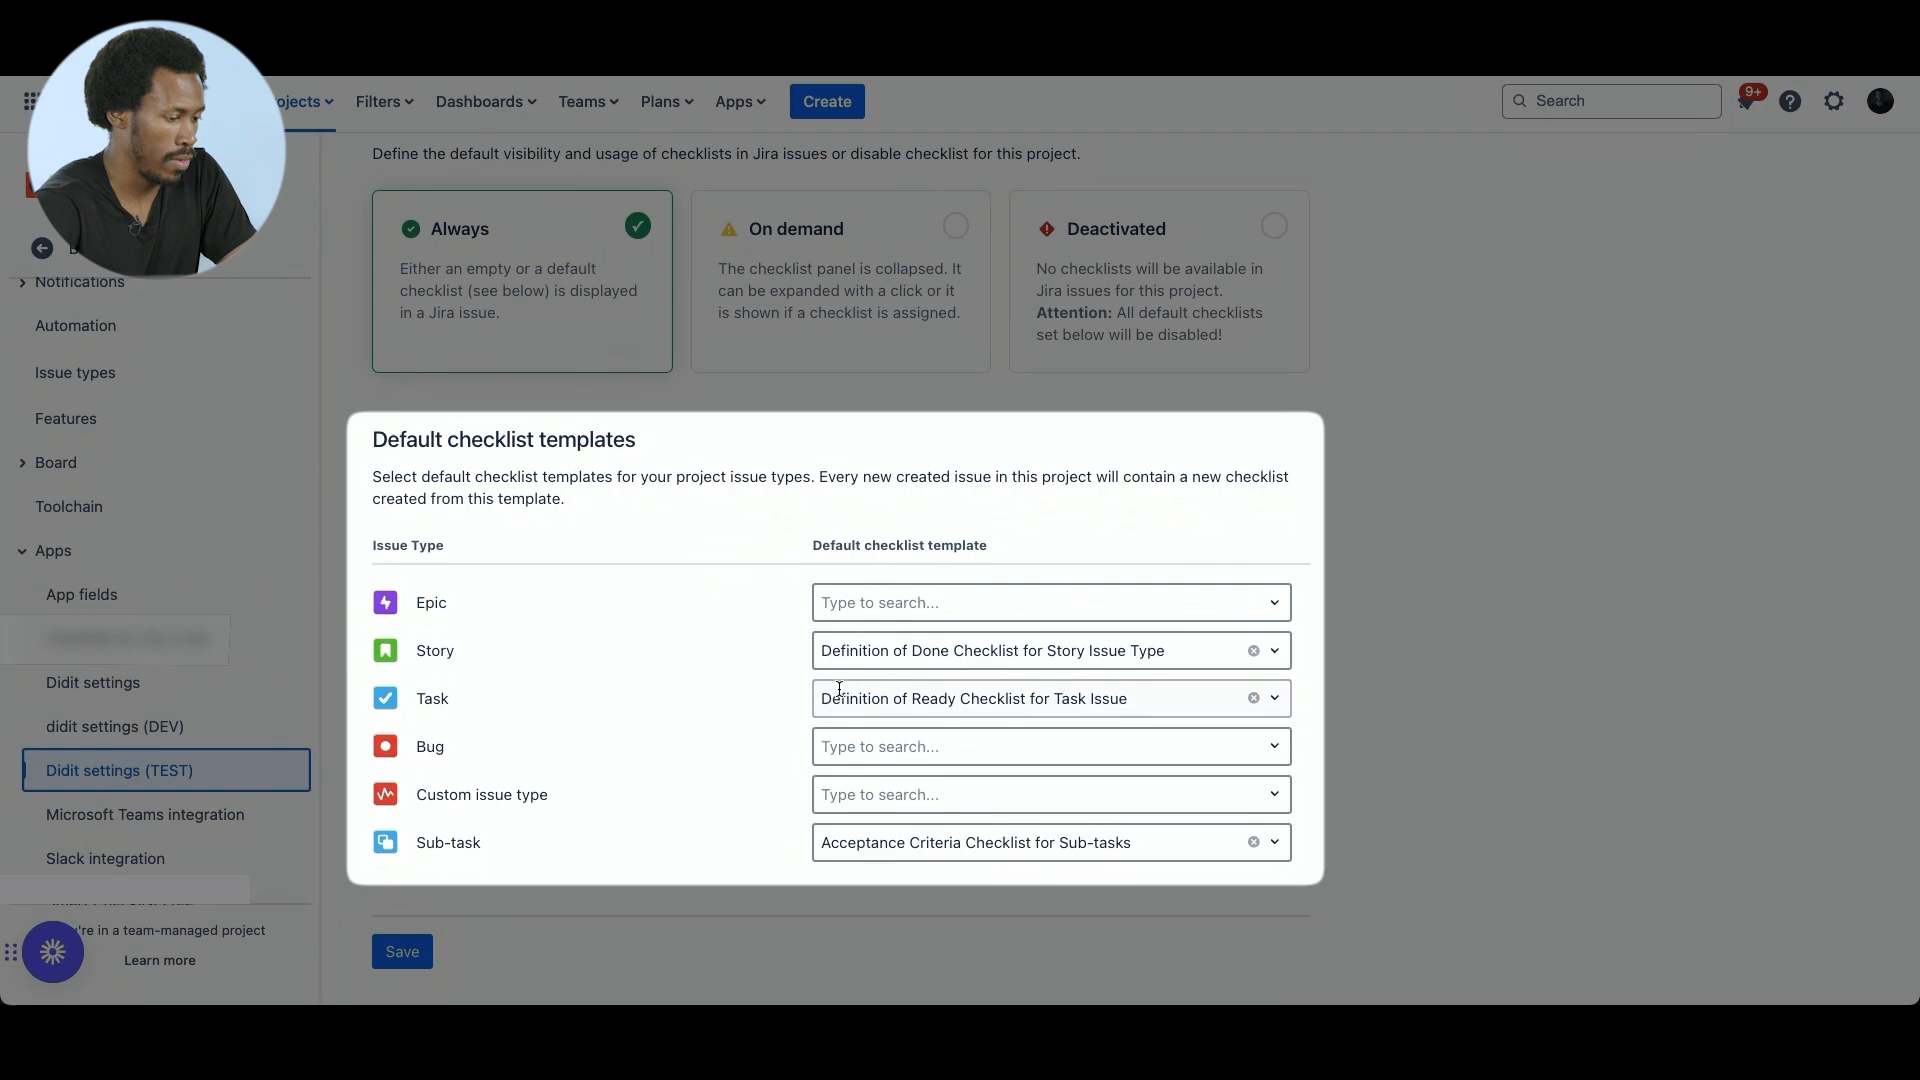 ojects
Filters
Dashboards
Teams
Plans
Apps
Create
Search
9+
Define the default visibility and usage of checklists in Jira issues or disable checklist for this project.
Always
Either an empty or a default
checklist (see below) is displayed
in a Jira issue.
On demand
The checklist panel is collapsed. It
can be expanded with a click or it
is shown if a checklist is assigned.
Deactivated
No checklists will be available in
Jira issues for this project.
Attention: All default checklists
set below will be disabled!
Notifications
Automation
Issue types
Features
Board
Toolchain
Apps
App fields
Didit settings
didit settings (DEV)
Didit settings (TEST)
Microsoft Teams integration
Slack integration
're in a team-managed project
Learn more
Default checklist templates
Select default checklist templates for your project issue types. Every new created issue in this project will contain a new checklist
created from this template.
Issue Type
Default checklist template
Epic
Type to search...
Story
Definition of Done Checklist for Story Issue Type
Task
Definition of Ready Checklist for Task Issue
Bug
Type to search...
Custom issue type
Type to search...
Sub-task
Acceptance Criteria Checklist for Sub-tasks
Save